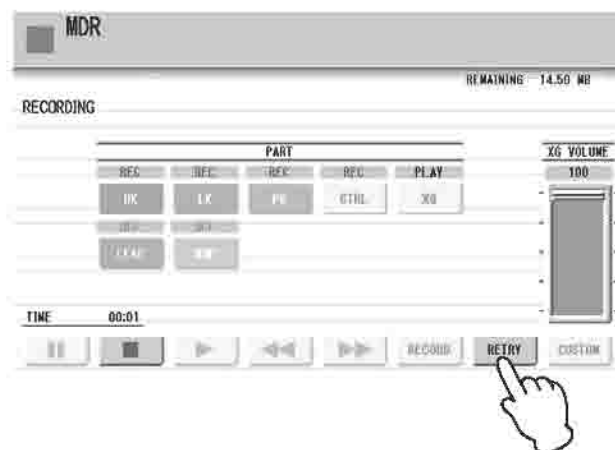 MDR
REMAINING 14.50 MB
RECORDING
PART XG VOLUME
REC REC REC REC PLAY 100
UK LK PK CTRL XG
TIME 00:01
RECORD RETRY CUSTOM